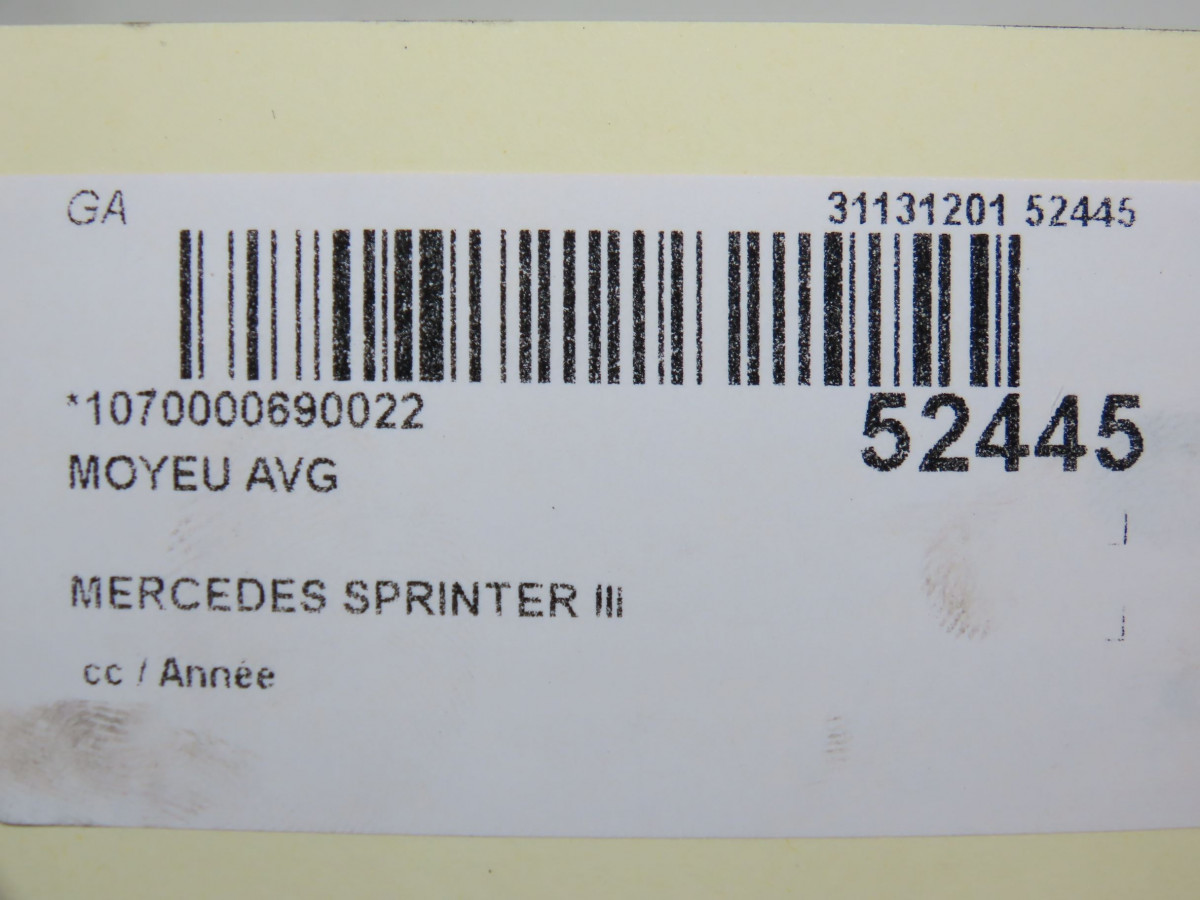 GA 31131201 52445
*1070000690022 52445
MOYEU AVG
MERCEDES SPRINTER III
cc / Année